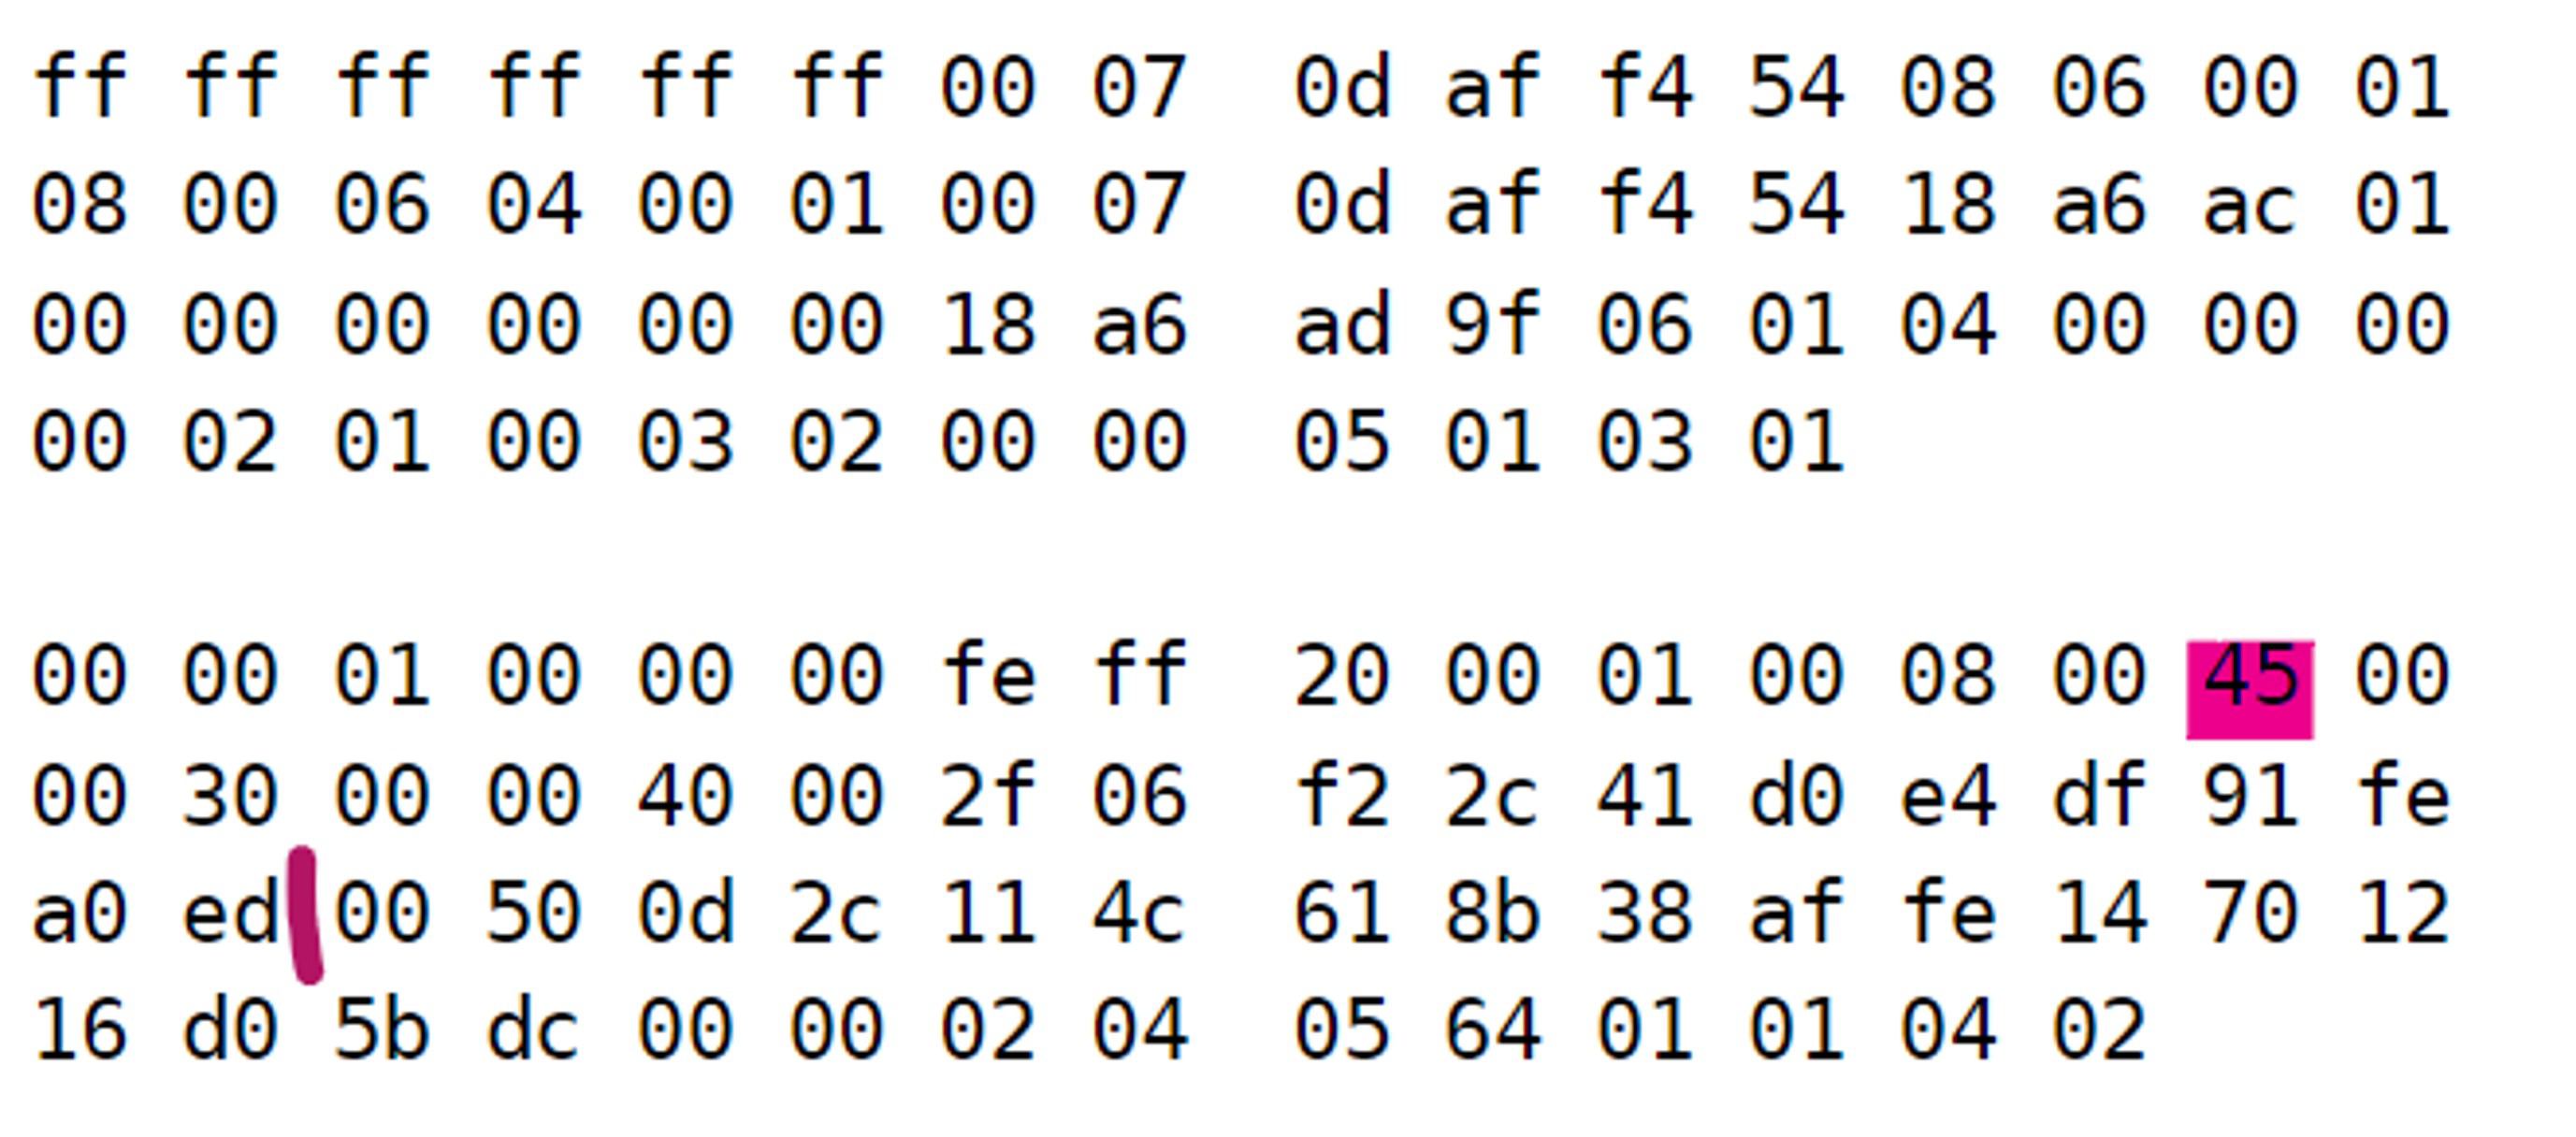 ff ff ff ff ff ff 00 07 0d af f4 54 08 06 00 01
08 00 06 04 00 01 00 07 0d af f4 54 18 a6 ac 01
00 00 00 00 00 00 18 a6 ad 9f 06 01 04 00 00 00
00 02 01 00 03 02 00 00 05 01 03 01
00 00 01 00 00 00 fe ff 20 00 01 00 08 00 45 00
00 30 00 00 40 00 2f 06 f2 2c 41 d0 e4 df 91 fe
a0 ed 00 50 0d 2c 11 4c 61 8b 38 af fe 14 70 12
16 d0 5b dc 00 00 02 04 05 64 01 01 04 02